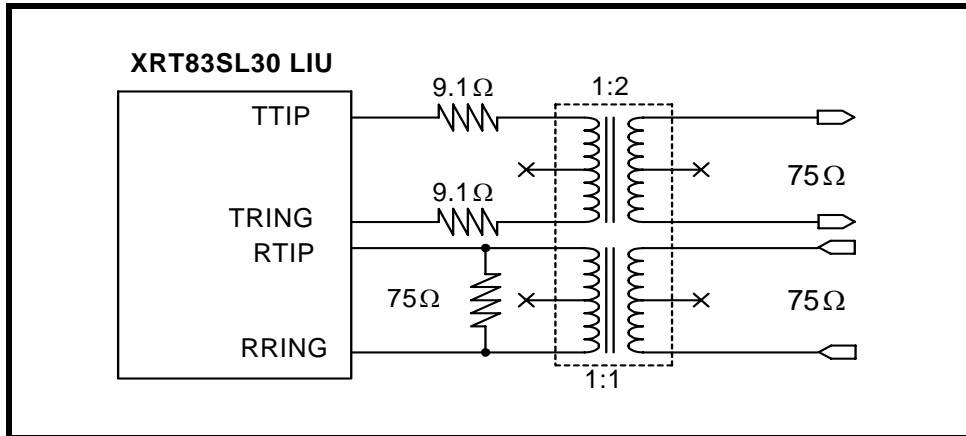 XRT83SL30 LIU
9.1Ω
1:2
TTIP
75Ω
9.1Ω
TRING
RTIP
75Ω
75Ω
RRING
1:1